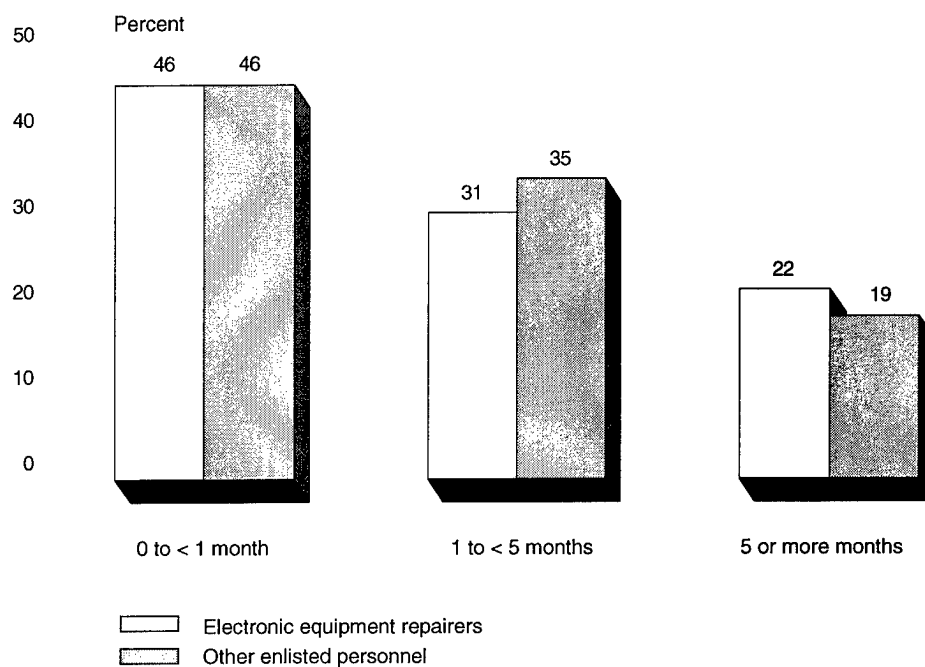 Percent
50
46 46
40
35
30
31
22
20
19
10
0
0 to < 1 month 1 to < 5 months 5 or more months
Electronic equipment repairers
Other enlisted personnel